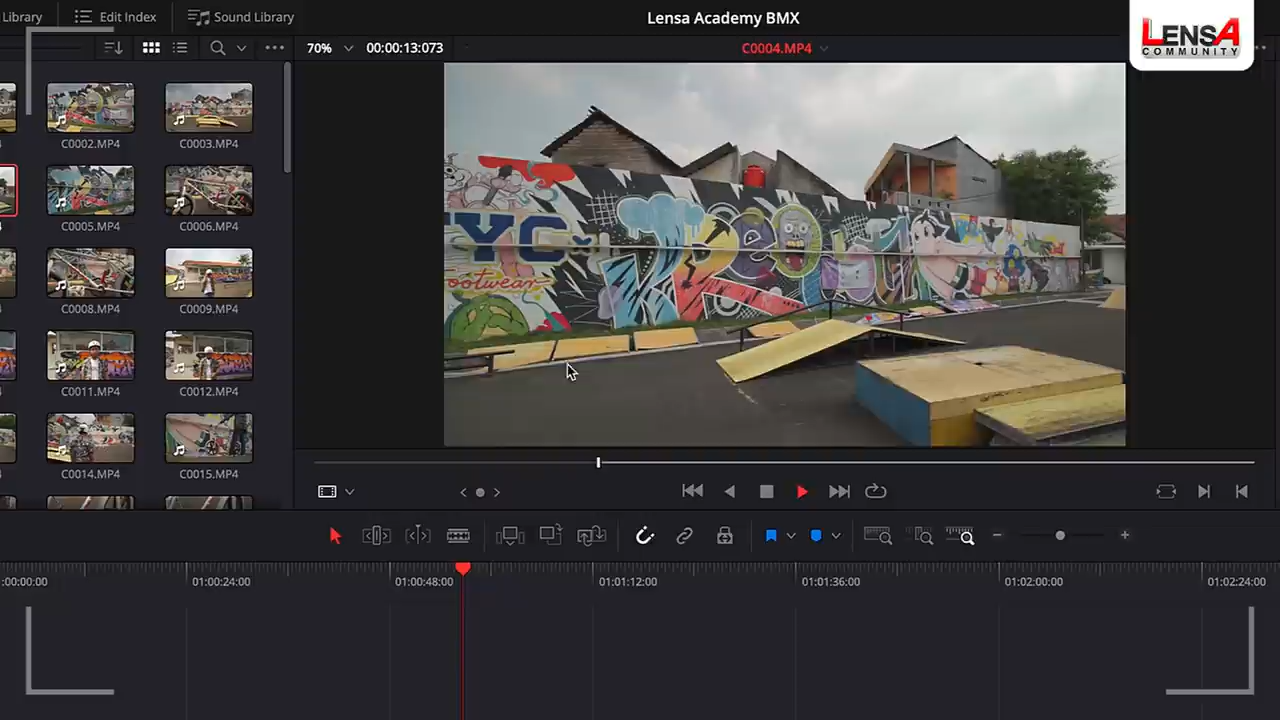 Library
Edit Index
Sound Library
Lensa Academy BMX
LENSA
COMMUNITY
70%
00:00:13:073
C0004.MP4
C0002.MP4
C0003.MP4
C0005.MP4
C0006.MP4
C0008.MP4
C0009.MP4
C0011.MP4
C0012.MP4
C0014.MP4
C0015.MP4
YC
ootwear
:00:00:00
01:00:24:00
01:00:48:00
01:01:12:00
01:01:36:00
01:02:00:00
01:02:24:00